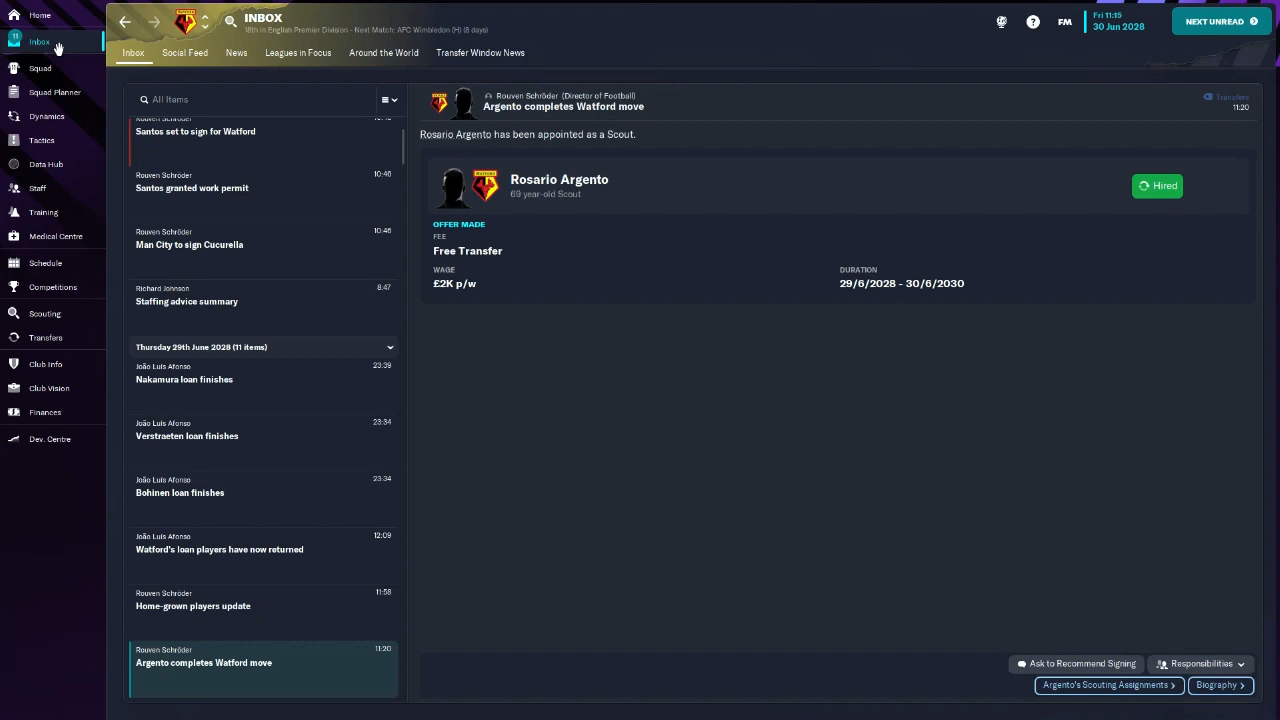 Home
11
Inbox
Squad
Squad Planner
Dynamics
Tactics
Data Hub
Staff
Training
Medical Centre
Schedule
Competitions
Scouting
Transfers
Club Info
Club Vision
Finances
Dev. Centre
INBOX
18th in English Premier Division - Next Match: AFC Wimbledon (H) (8 days)
FM
Fri 11:15
30 Jun 2028
NEXT UNREAD
Inbox
Social Feed
News
Leagues in Focus
Around the World
Transfer Window News
All Items
Rouven Schröder
Santos set to sign for Watford
Rouven Schröder 10:46
Santos granted work permit
Rouven Schröder 10:46
Man City to sign Cucurella
Richard Johnson 8:47
Staffing advice summary
Thursday 29th June 2028 (11 items)
João Luís Afonso 23:39
Nakamura loan finishes
João Luís Afonso 23:34
Verstraeten loan finishes
João Luís Afonso 23:34
Bohinen loan finishes
João Luís Afonso 12:09
Watford's loan players have now returned
Rouven Schröder 11:58
Home-grown players update
Rouven Schröder 11:20
Argento completes Watford move
Rouven Schröder (Director of Football)
Argento completes Watford move
Transfers
11:20
Rosario Argento has been appointed as a Scout.
Rosario Argento
69 year-old Scout
Hired
OFFER MADE
FEE
Free Transfer
WAGE
£2K p/w
DURATION
29/6/2028 - 30/6/2030
Ask to Recommend Signing
Responsibilities
Argento's Scouting Assignments
Biography